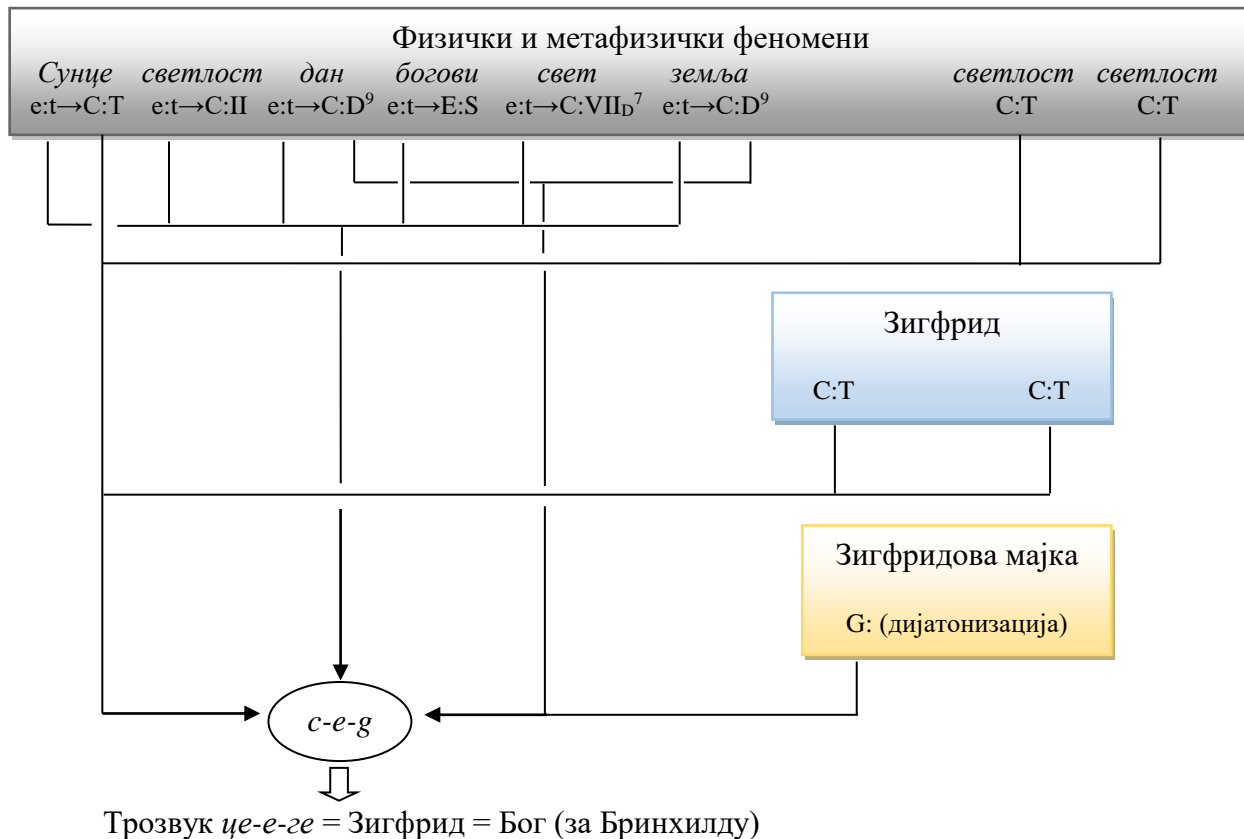 Физички и метафизички феномени
Сунце светлост дан богови свет земља светлост светлост
e:t→C:T e:t→C:II e:t→C:D⁹ e:t→E:S e:t→C:VII_D⁷ e:t→C:D⁹ C:T C:T
Зигфрид
C:T C:T
Зигфридова мајка
G: (дијатонизација)
c-e-g
Трозвук це-е-ге = Зигфрид = Бог (за Бринхилду)